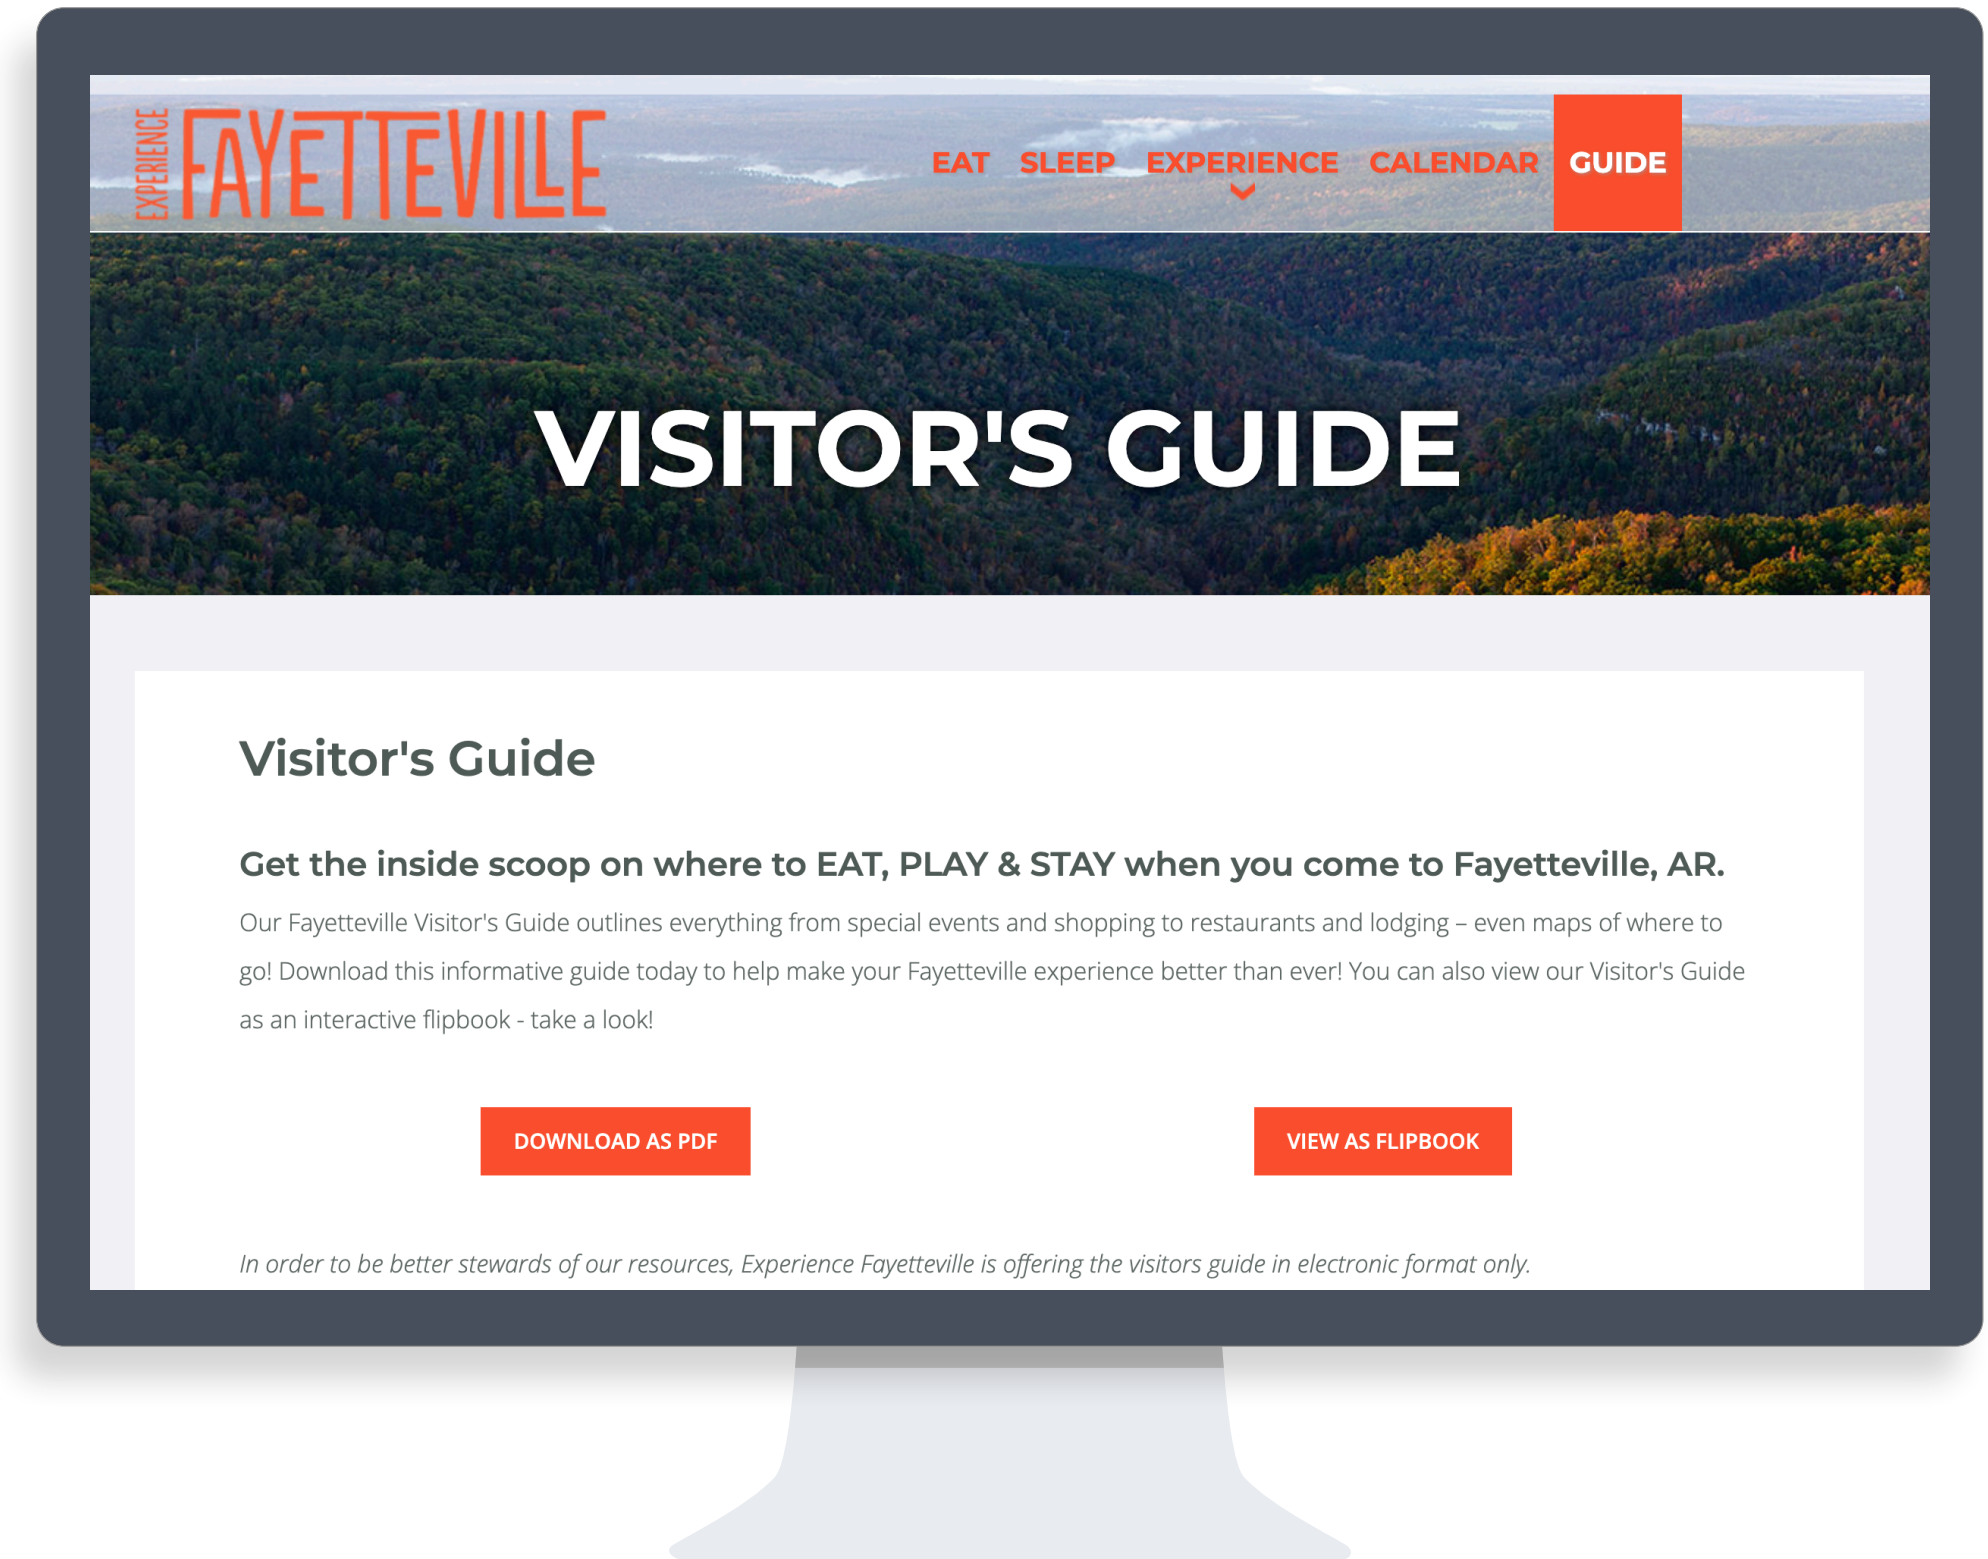 EXPERIENCE
FAYETTEVILLE
EAT SLEEP EXPERIENCE CALENDAR GUIDE
VISITOR'S GUIDE
Visitor's Guide
Get the inside scoop on where to EAT, PLAY & STAY when you come to Fayetteville, AR.
Our Fayetteville Visitor's Guide outlines everything from special events and shopping to restaurants and lodging – even maps of where to
go! Download this informative guide today to help make your Fayetteville experience better than ever! You can also view our Visitor's Guide
as an interactive flipbook - take a look!
DOWNLOAD AS PDF
VIEW AS FLIPBOOK
In order to be better stewards of our resources, Experience Fayetteville is offering the visitors guide in electronic format only.